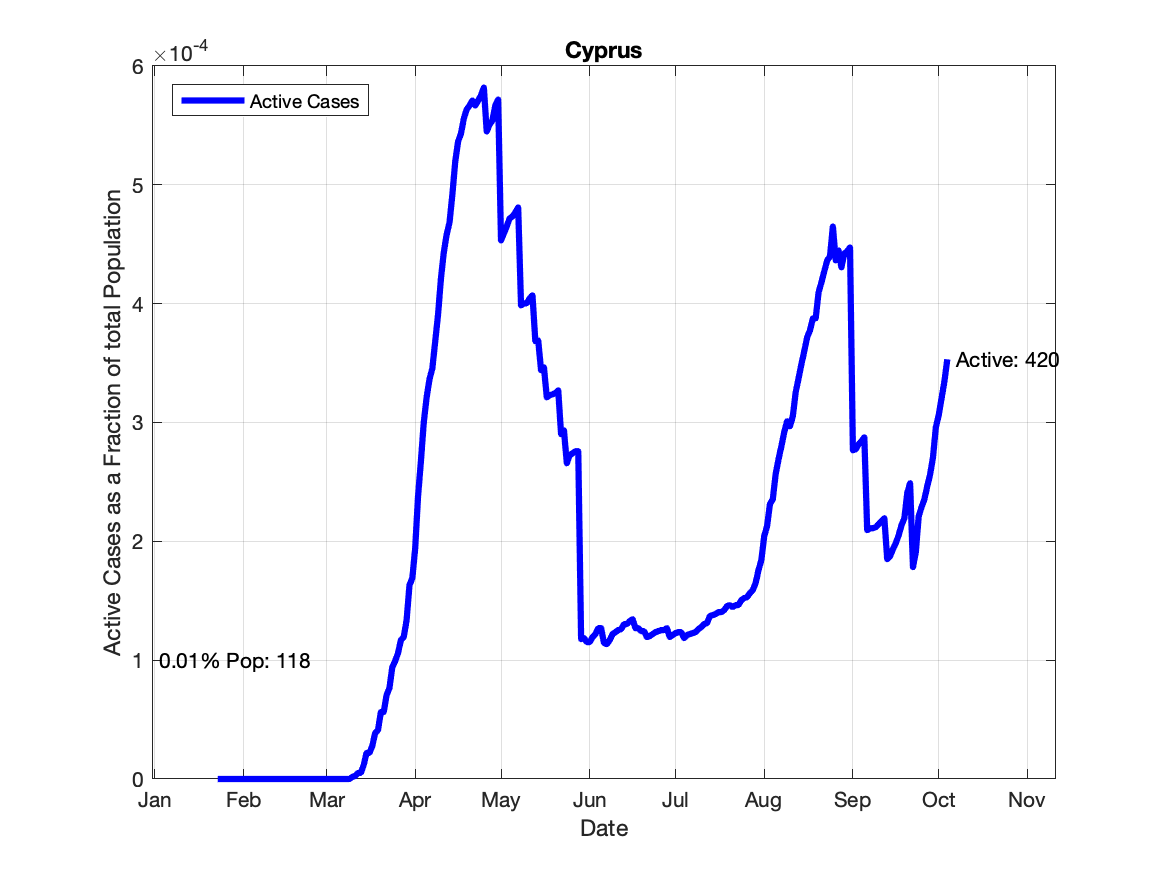 Cyprus
×10-4
6
Active Cases
5
4
Active: 420
3
2
1
0.01% Pop: 118
0
Jan Feb Mar Apr May Jun Jul Aug Sep Oct Nov
Date
Active Cases as a Fraction of total Population